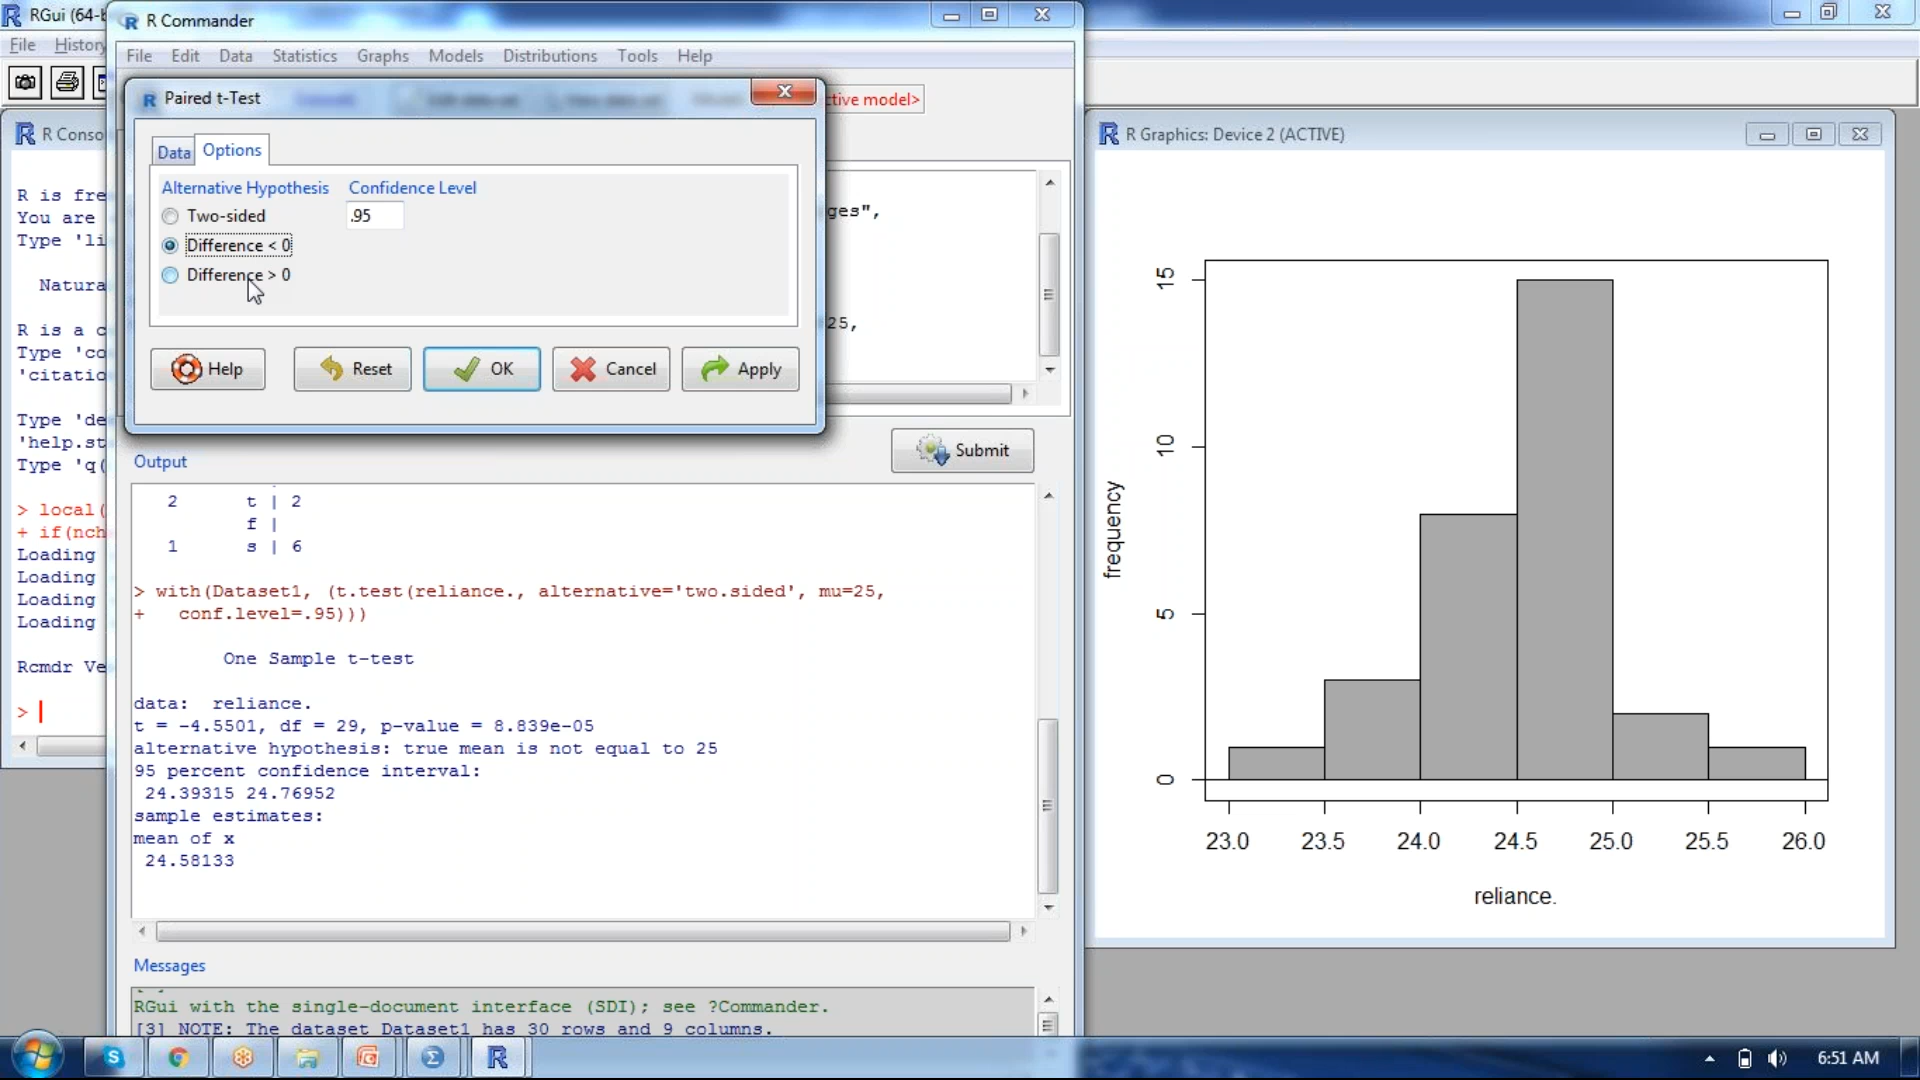 RGui (64-b
File History
R Conso
R is fre
You are
Type 'li
Natura
R is a c
Type 'co
'citatio
Type 'de
'help.st
Type 'q(
> local(
+ if(nch
Loading
Loading
Loading
Loading
Rcmdr Ve
>
R Commander
File Edit Data Statistics Graphs Models Distributions Tools Help
ctive model>
ges",
25,
Paired t-Test
Data Options
Alternative Hypothesis Confidence Level
Two-sided .95
Difference < 0
Difference > 0
Help Reset OK Cancel Apply
Submit
Output
2 t | 2
f |
1 s | 6
> with(Dataset1, (t.test(reliance., alternative='two.sided', mu=25,
+ conf.level=.95)))
One Sample t-test
data: reliance.
t = -4.5501, df = 29, p-value = 8.839e-05
alternative hypothesis: true mean is not equal to 25
95 percent confidence interval:
24.39315 24.76952
sample estimates:
mean of x
24.58133
Messages
RGui with the single-document interface (SDI); see ?Commander.
[3] NOTE: The dataset Dataset1 has 30 rows and 9 columns.
R Graphics: Device 2 (ACTIVE)
frequency
15
10
5
0
23.0 23.5 24.0 24.5 25.0 25.5 26.0
reliance.
6:51 AM